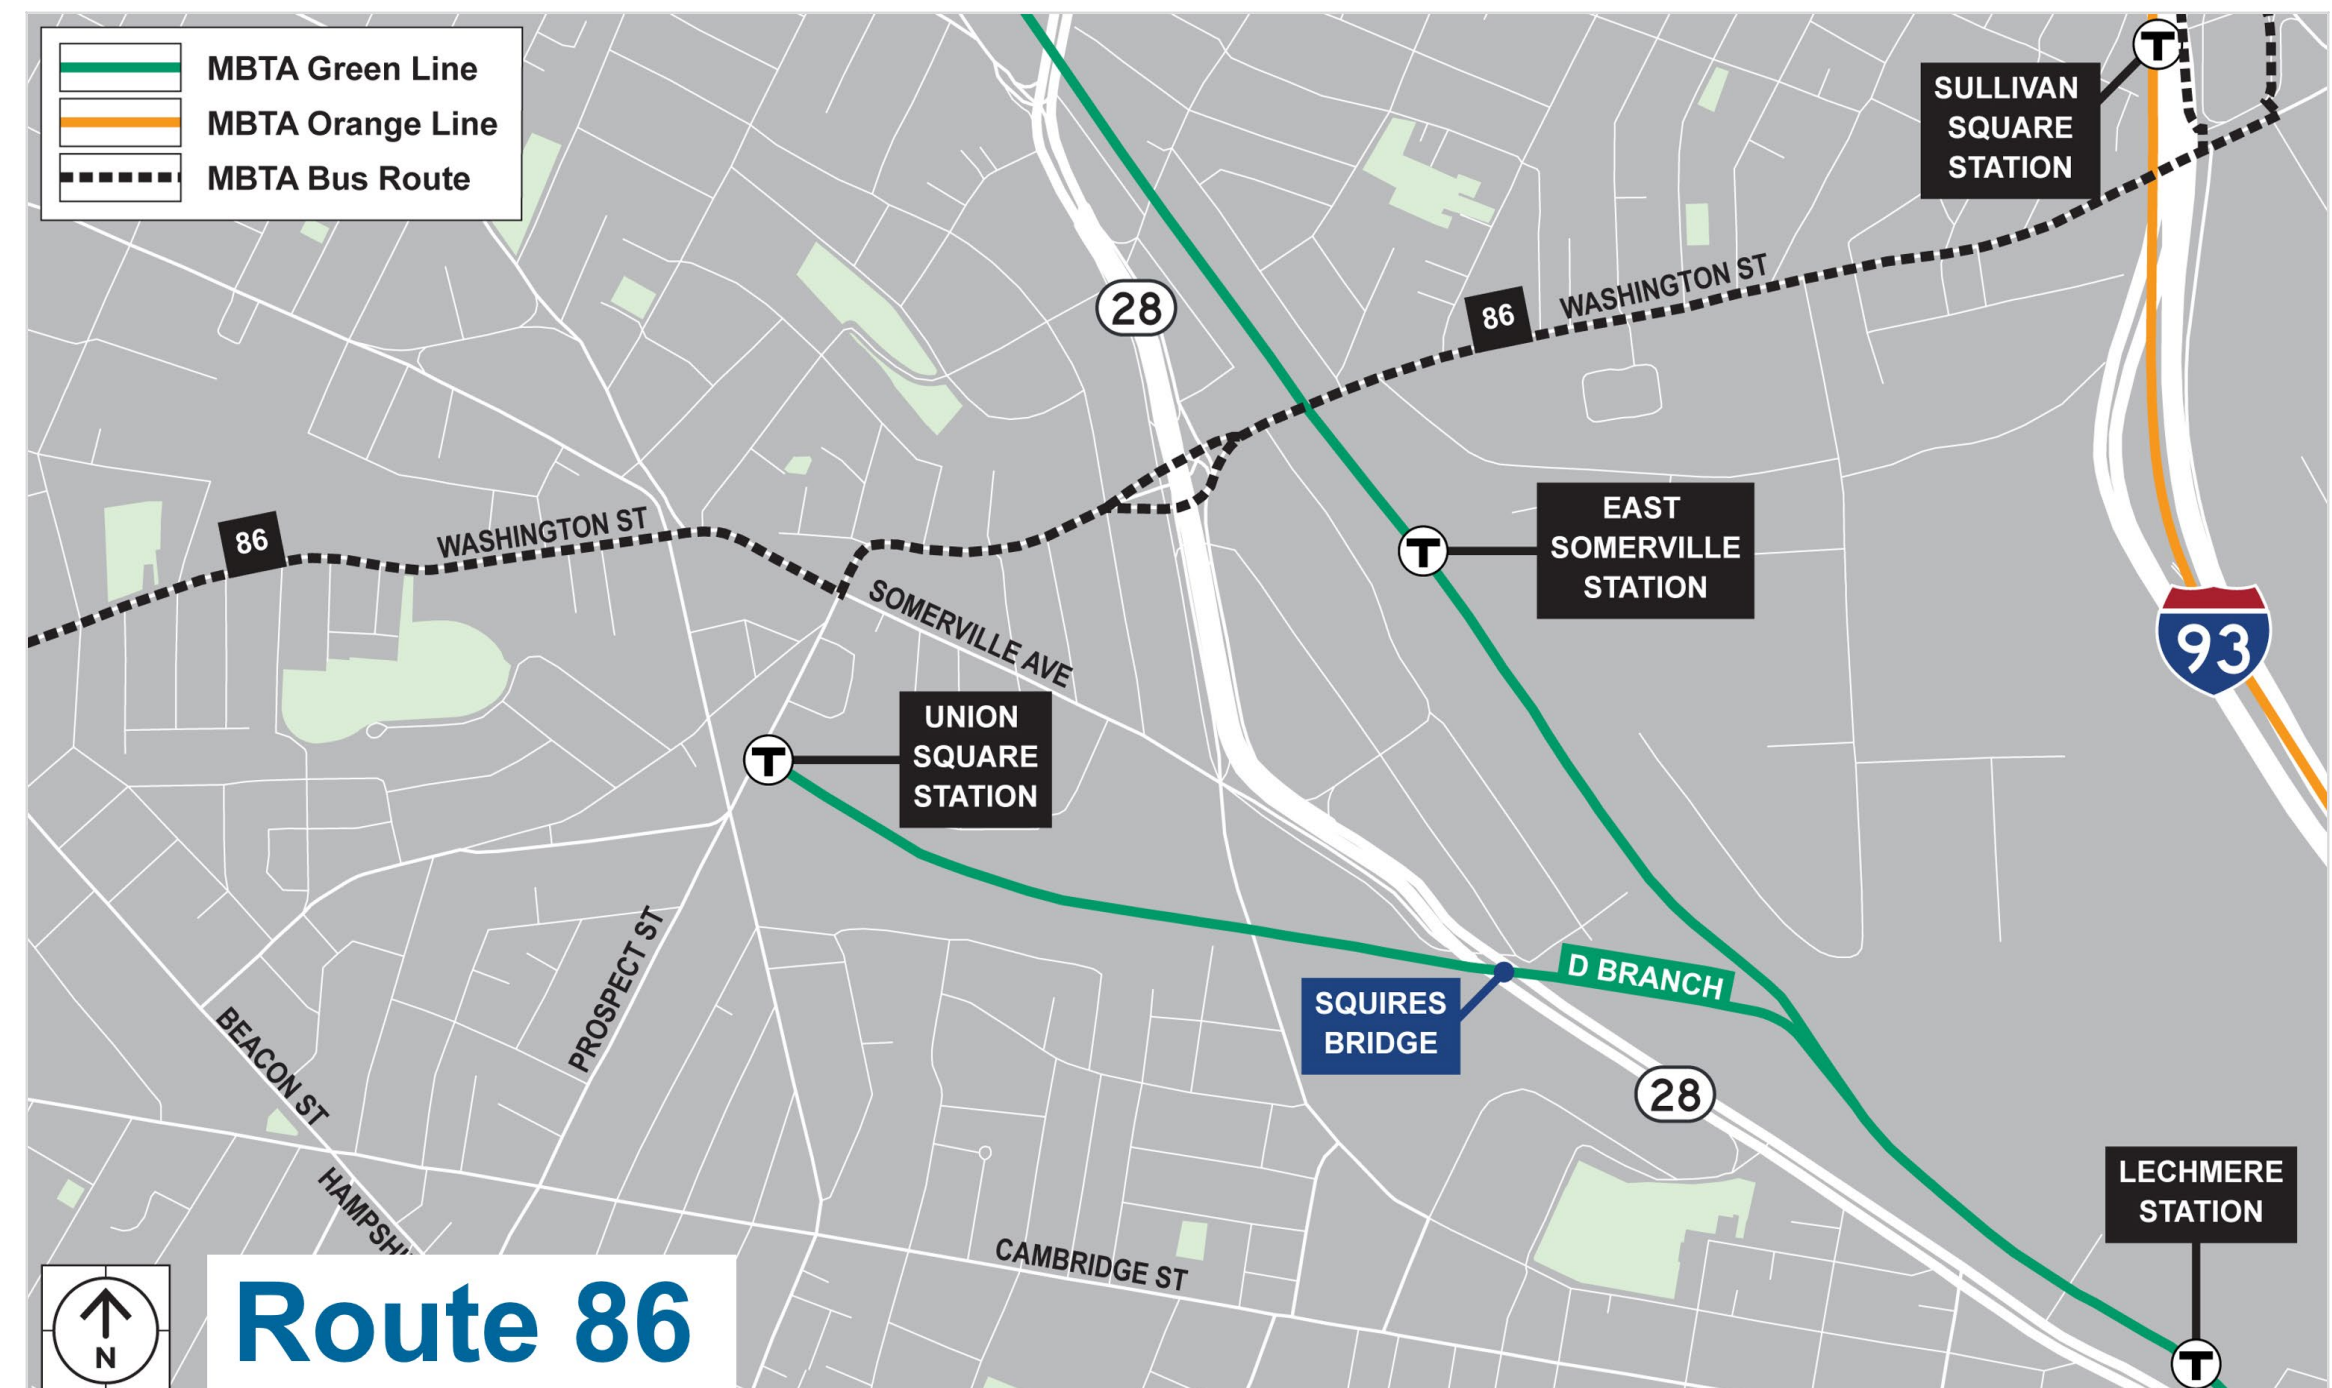 MBTA Green Line
MBTA Orange Line
MBTA Bus Route
T
SULLIVAN
SQUARE
STATION
28
86
WASHINGTON ST
EAST
SOMERVILLE
STATION
T
86
WASHINGTON ST
SOMERVILLE AVE
93
UNION
SQUARE
STATION
T
PROSPECT ST
D BRANCH
SQUIRES
BRIDGE
BEACON ST
28
LECHMERE
STATION
CAMBRIDGE ST
N
Route 86
T